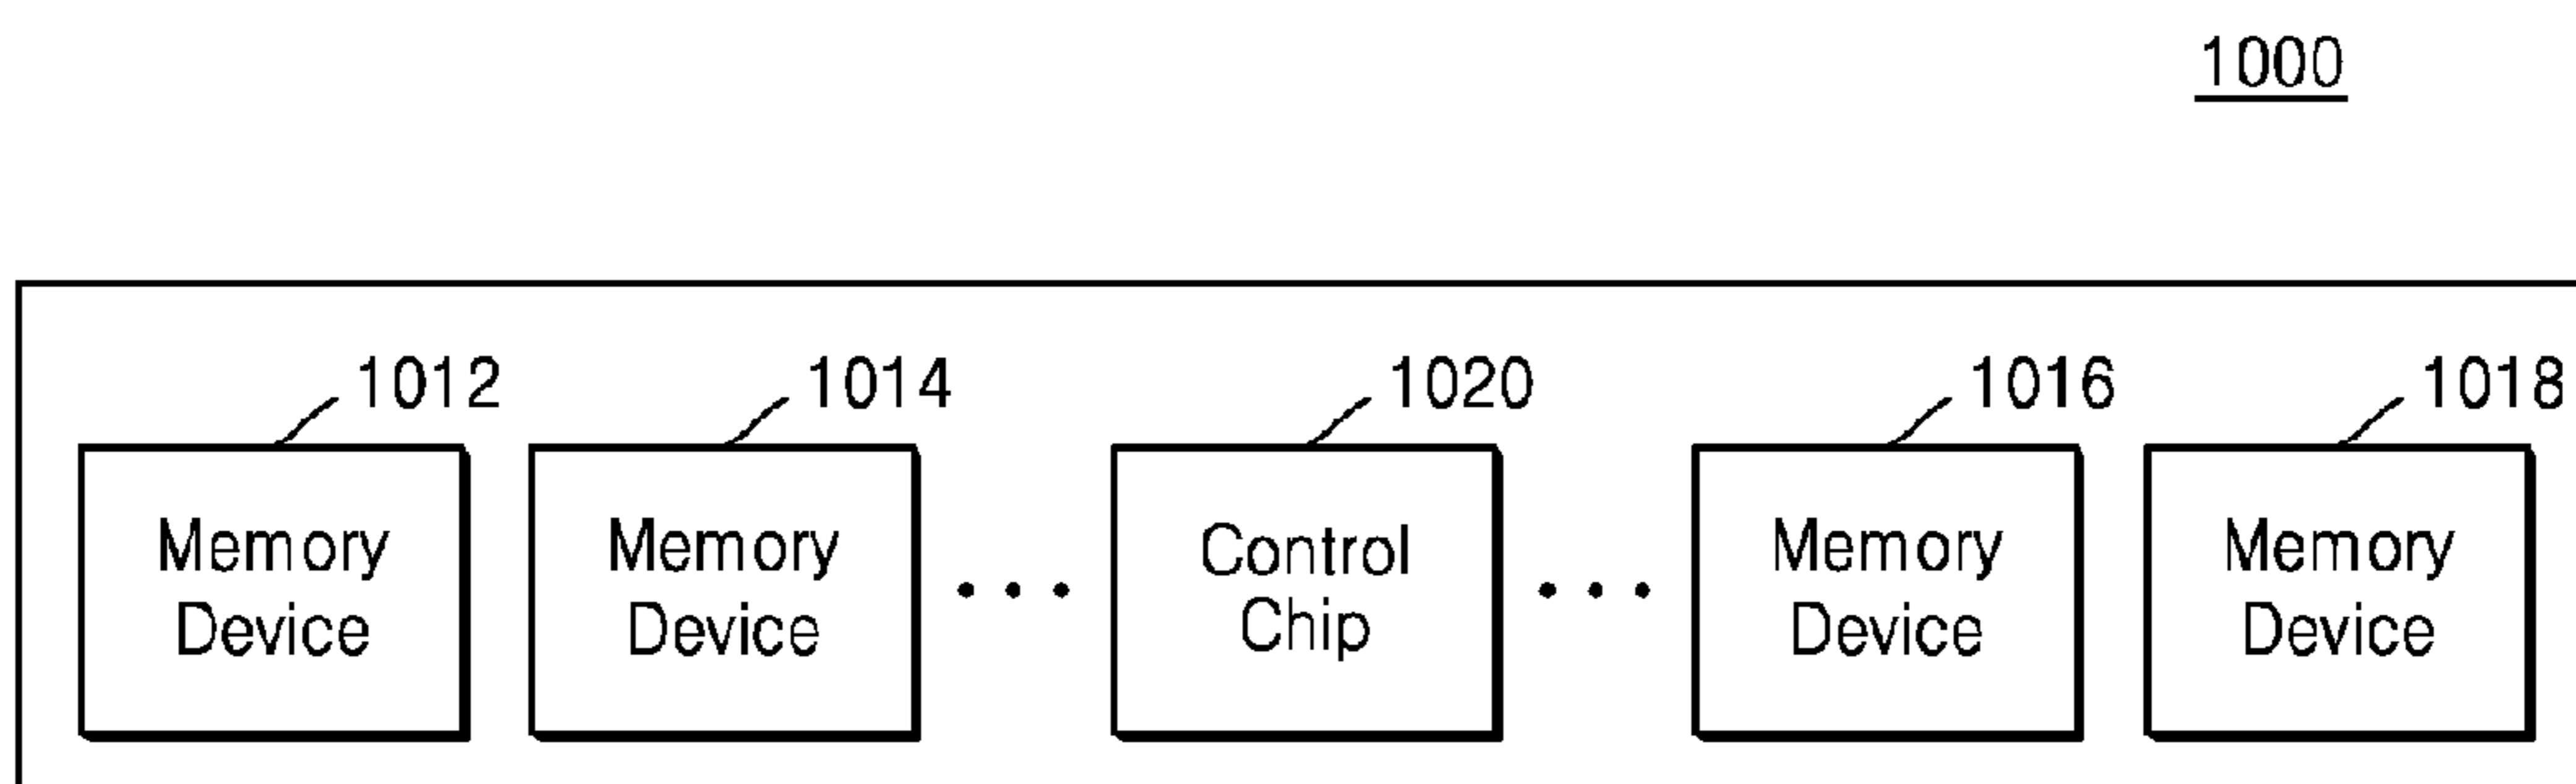 1000
1012 1014 1020 1016 1018
Memory Device
Memory Device
• • •
Control Chip
• • •
Memory Device
Memory Device